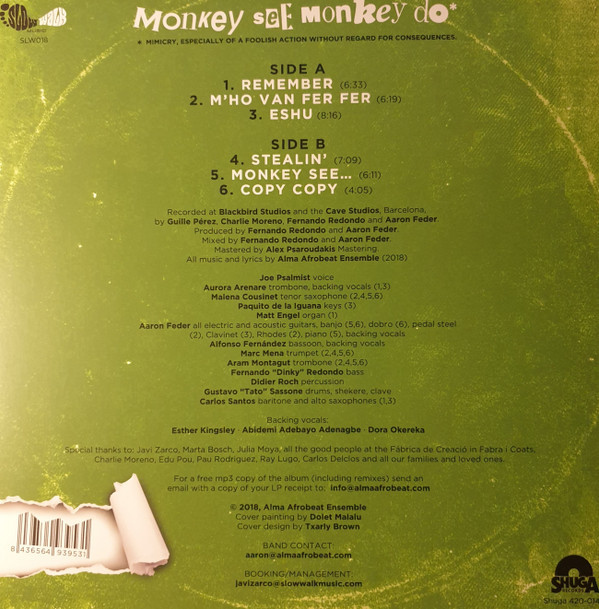 SLOW WALK
SLW016
Monkey see Monkey do*
* MIMICRY, ESPECIALLY OF A FOOLISH ACTION WITHOUT REGARD FOR CONSEQUENCES.
SIDE A
1. REMEMBER (6:33)
2. M'HO VAN FER FER (6:19)
3. ESHU (8:16)
SIDE B
4. STEALIN' (7:09)
5. MONKEY SEE... (6:11)
6. COPY COPY (4:05)
Recorded at Blackbird Studios and the Cave Studios, Barcelona,
by Guille Pérez, Charlie Moreno, Fernando Redondo and Aaron Feder.
Produced by Fernando Redondo and Aaron Feder.
Mixed by Fernando Redondo and Aaron Feder.
Mastered by Alex Psaroudakis Mastering.
All music and lyrics by Alma Afrobeat Ensemble (2018)
Joe Psalmist voice
Aurora Arenare trombone, backing vocals (1,3)
Malena Cousinet tenor saxophone (2,4,5,6)
Paquito de la Iguana keys (3)
Matt Engel organ (1)
Aaron Feder all electric and acoustic guitars, banjo (5,6), dobro (6), pedal steel
(2), Clavinet (3), Rhodes (2), piano (5), backing vocals
Alfonso Fernández bassoon, backing vocals
Marc Mena trumpet (2,4,5,6)
Aram Montagut trombone (2,4,5,6)
Fernando "Dinky" Redondo bass
Didier Roch percussion
Gustavo "Tato" Sassone drums, shekere, clave
Carlos Santos baritone and alto saxophones (1,3)
Backing vocals:
Esther Kingsley · Abidemi Adebayo Adenagbe · Dora Okereka
Special thanks to: Javi Zarco, Marta Bosch, Julia Moya, all the good people at the Fàbrica de Creació in Fabra i Coats,
Charlie Moreno, Edu Pou, Pau Rodriguez, Ray Lugo, Carlos Delclos and all our families and loved ones.
For a free mp3 copy of the album (including remixes) send an
email with a copy of your LP receipt to: info@almaafrobeat.com
© 2018, Alma Afrobeat Ensemble
Cover painting by Dolet Malalu
Cover design by Txarly Brown
BAND CONTACT:
aaron@almaafrobeat.com
BOOKING/MANAGEMENT:
javizarco@slowwalkmusic.es
8 436564 939531
SHUGA
RECORDS
Shuga 420-014